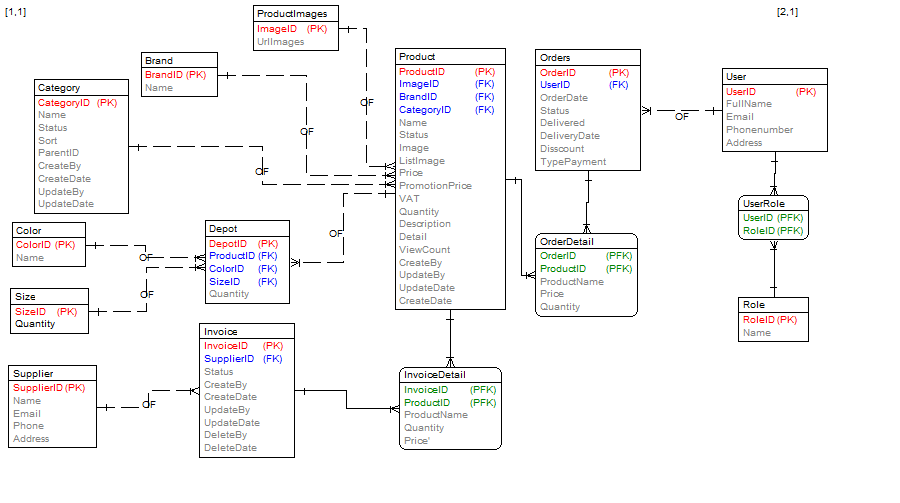 [1,1]
[2,1]
ProductImages
ImageID (PK)
UrlImages
Brand
BrandID (PK)
Name
Category
CategoryID (PK)
Name
Status
Sort
ParentID
CreateBy
CreateDate
UpdateBy
UpdateDate
Product
ProductID (PK)
ImageID (FK)
BrandID (FK)
CategoryID (FK)
Name
Status
Image
ListImage
Price
PromotionPrice
VAT
Quantity
Description
Detail
ViewCount
CreateBy
UpdateBy
UpdateDate
CreateDate
Orders
OrderID (PK)
UserID (FK)
OrderDate
Status
Delivered
DeliveryDate
Disscount
TypePayment
User
UserID (PK)
FullName
Email
Phonenumber
Address
OF
OF
OF
OF
OF
OF
OF
OF
UserRole
UserID (PFK)
RoleID (PFK)
Role
RoleID (PK)
Name
OrderDetail
OrderID (PFK)
ProductID (PFK)
ProductName
Price
Quantity
Color
ColorID (PK)
Name
Depot
DepotID (PK)
ProductID (FK)
ColorID (FK)
SizeID (FK)
Quantity
Size
SizeID (PK)
Quantity
Invoice
InvoiceID (PK)
SupplierID (FK)
Status
CreateBy
CreateDate
UpdateBy
UpdateDate
DeleteBy
DeleteDate
Supplier
SupplierID (PK)
Name
Email
Phone
Address
InvoiceDetail
InvoiceID (PFK)
ProductID (PFK)
ProductName
Quantity
Price'